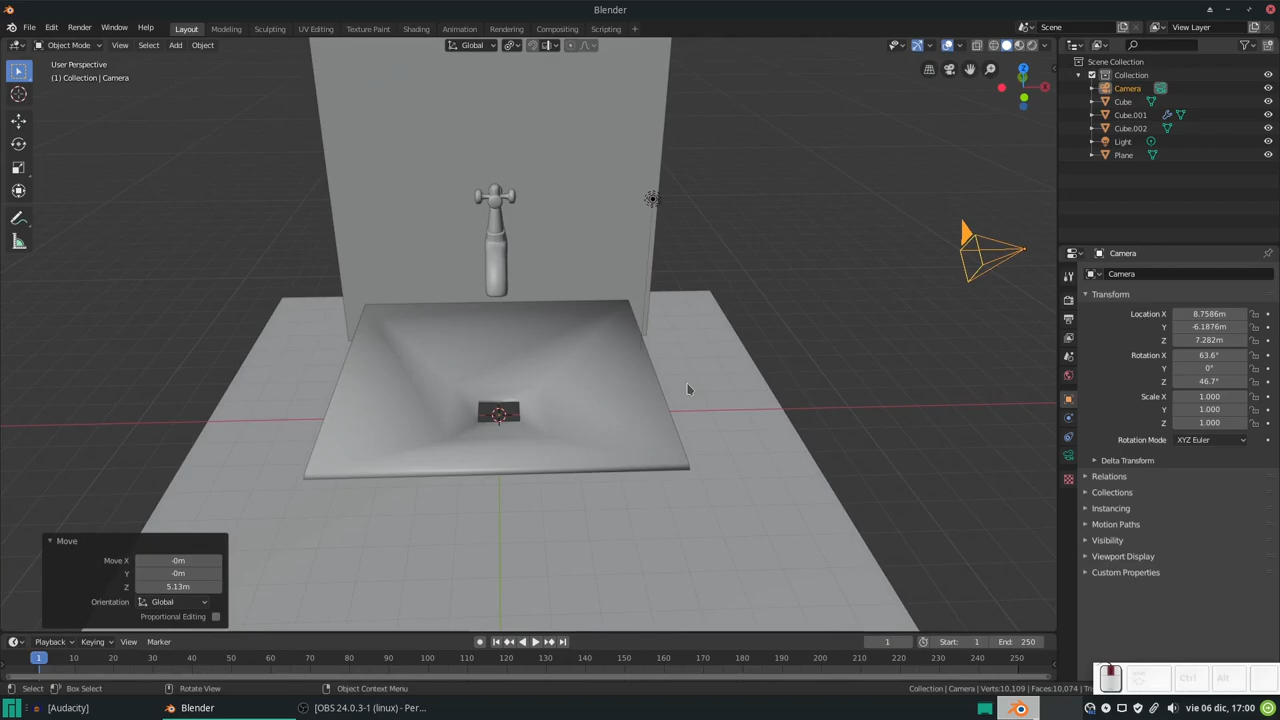 Blender
File Edit Render Window Help Layout Modeling Sculpting UV Editing Texture Paint Shading Animation Rendering Compositing Scripting + Scene View Layer
Object Mode View Select Add Object Global
User Perspective
(1) Collection | Camera
Scene Collection
Collection
Camera
Cube
Cube.001
Cube.002
Light
Plane
Z
Camera
Camera
Transform
Location X 8.7586m
Y -6.1876m
Z 7.282m
Rotation X 63.6°
Y 0°
Z 46.7°
Scale X 1.000
Y 1.000
Z 1.000
Rotation Mode XYZ Euler
Delta Transform
Relations
Collections
Instancing
Motion Paths
Visibility
Viewport Display
Custom Properties
Move
Move X -0m
Y -0m
Z 5.13m
Orientation Global
Proportional Editing
Playback Keying View Marker 1 Start: 1 End: 250
1 10 20 30 40 50 60 70 80 90 100 110 120 130 140 150 160 170 180 190 200 210 220 230 240 250
Select Box Select Rotate View Object Context Menu Collection | Camera | Verts:10,109 | Faces:10,074 |
Ctrl Alt
[Audacity] Blender [OBS 24.0.3-1 (linux) - Per... vie 06 dic, 17:00